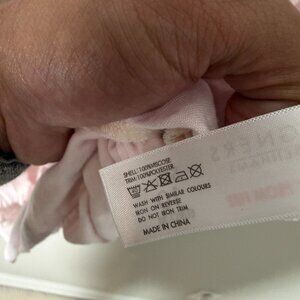 SHELL:100%VISCOSE
TRIM:100%POLYESTER
WASH WITH SIMILAR COLOURS
IRON ON REVERSE
DO NOT IRON TRIM
MADE IN CHINA